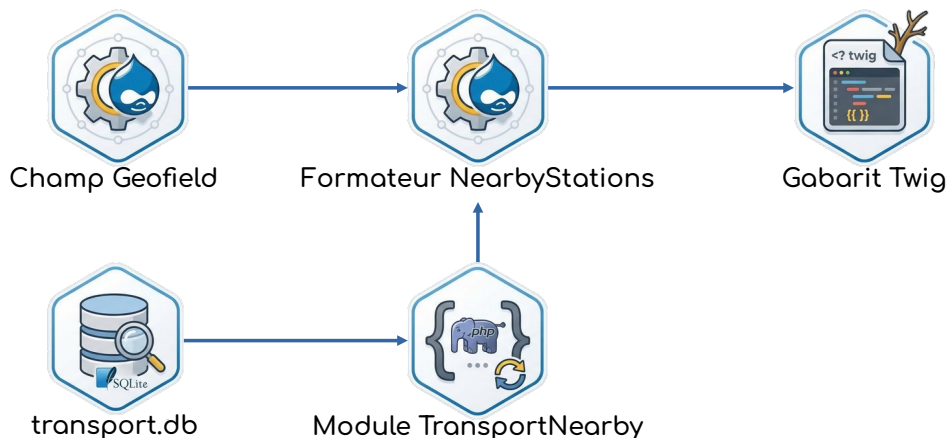 <? twig
{{ }}
Champ Geofield
Formateur NearbyStations
Gabarit Twig
php
SQLite
transport.db
Module TransportNearby